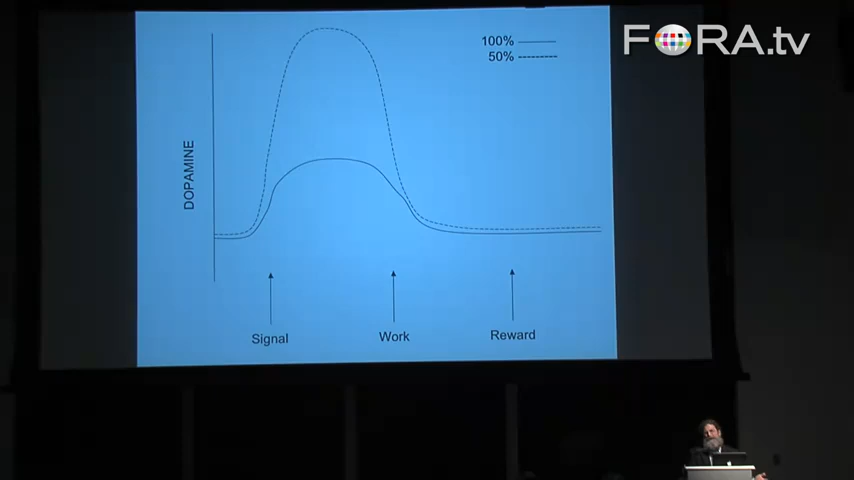 FORA.tv
100%
50%
DOPAMINE
Signal
Work
Reward